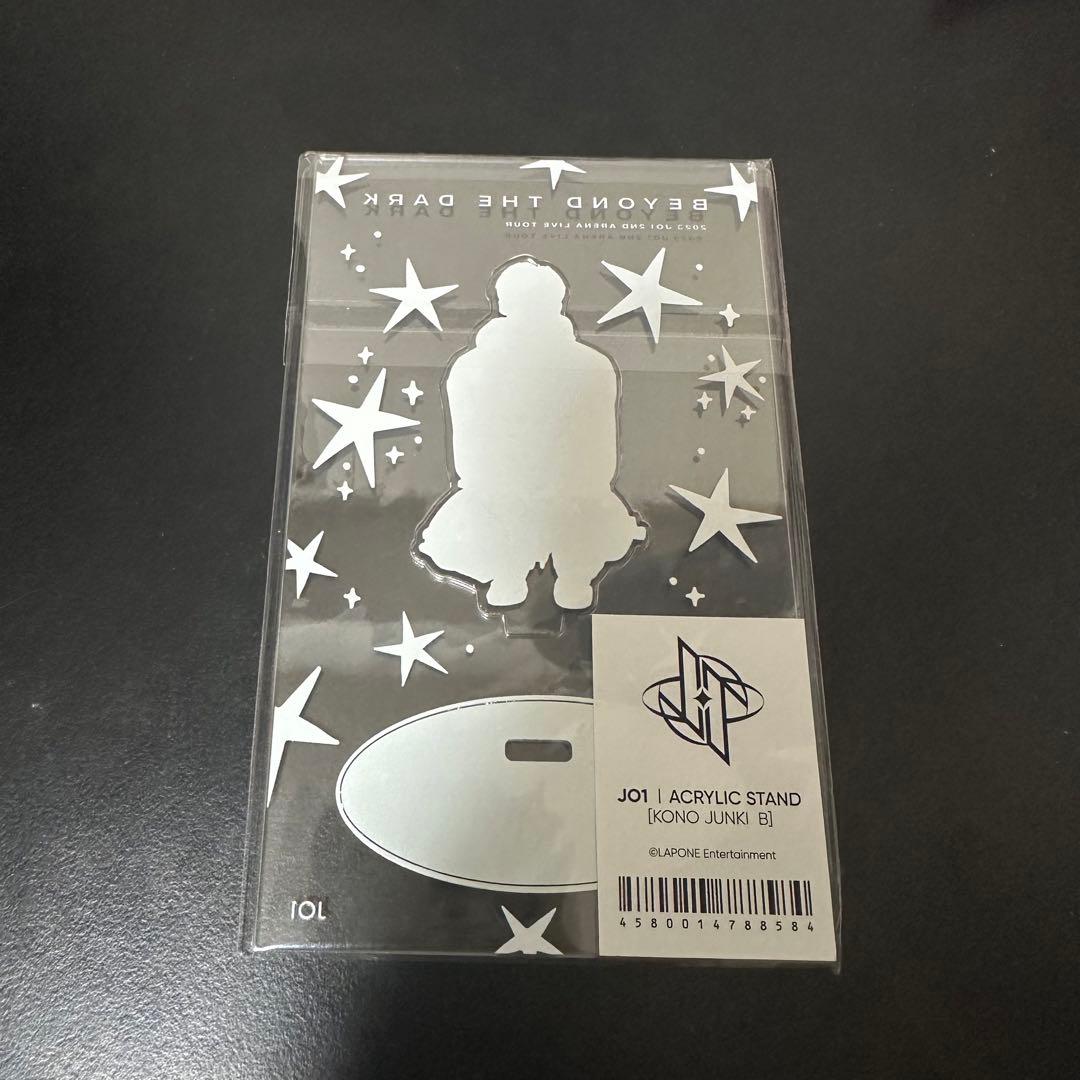 BEYOND THE DARK
2023 JO1 2ND ARENA LIVE TOUR
JO1 | ACRYLIC STAND
[KONO JUNKI B]
©LAPONE Entertainment
4580014788584
JO1